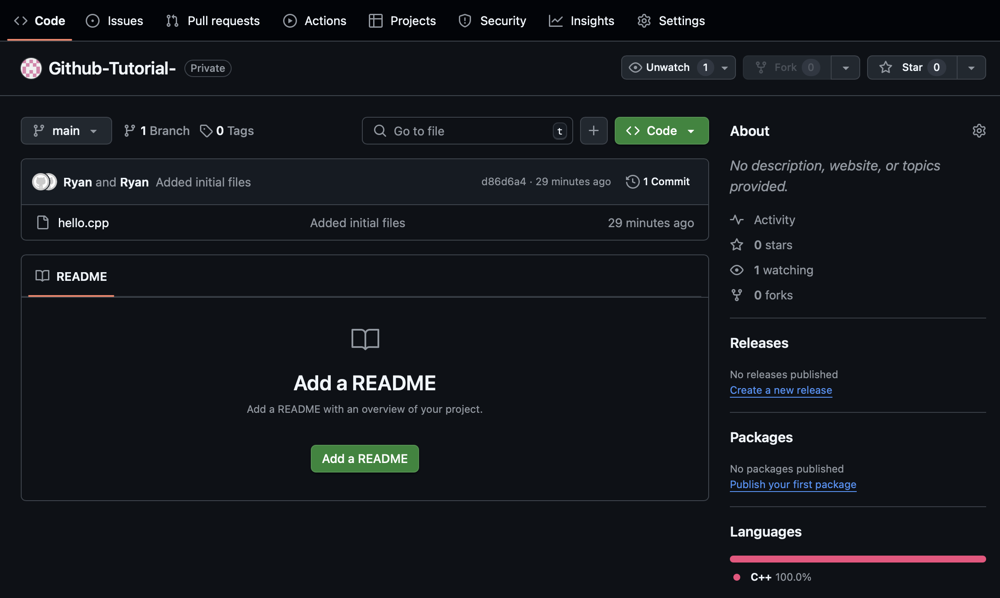 Code Issues Pull requests Actions Projects Security Insights Settings
Github-Tutorial- Private Unwatch 1 Fork 0 Star 0
main 1 Branch 0 Tags Go to file t Code
Ryan and Ryan Added initial files d86d6a4 · 29 minutes ago 1 Commit
hello.cpp Added initial files 29 minutes ago
README
Add a README
Add a README with an overview of your project.
Add a README
About
No description, website, or topics
provided.
Activity
0 stars
1 watching
0 forks
Releases
No releases published
Create a new release
Packages
No packages published
Publish your first package
Languages
C++ 100.0%